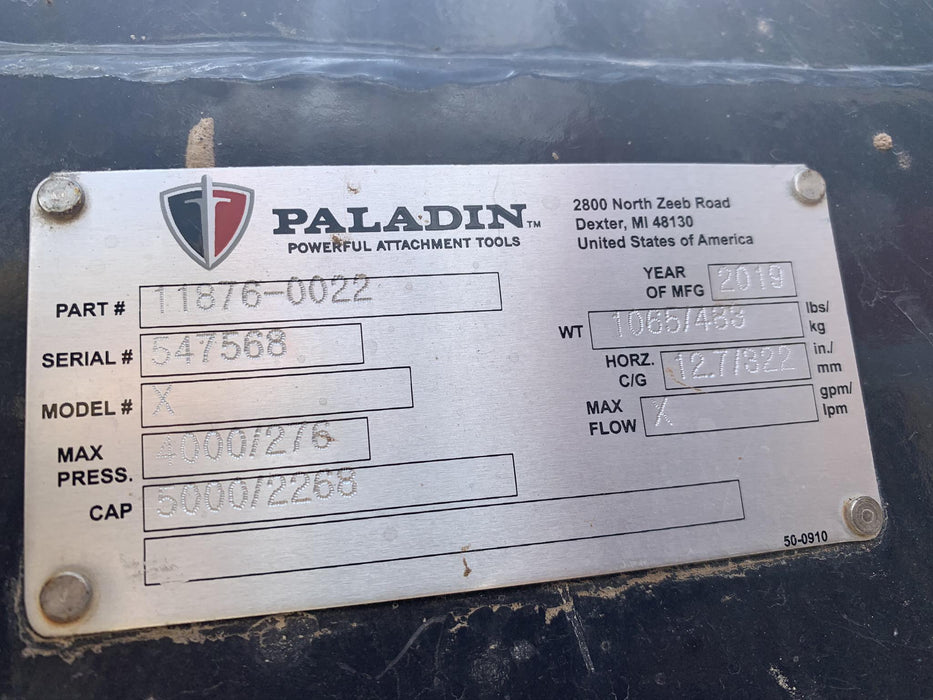 PALADIN™
POWERFUL ATTACHMENT TOOLS
2800 North Zeeb Road
Dexter, MI 48130
United States of America
PART # 11876-0022
SERIAL # 547568
MODEL # X
MAX PRESS. 4000/276
CAP 5000/2268
YEAR OF MFG 2019
WT 1065/483 lbs/kg
HORZ. C/G 12.7/322 in./mm
MAX FLOW X gpm/lpm
50-0910